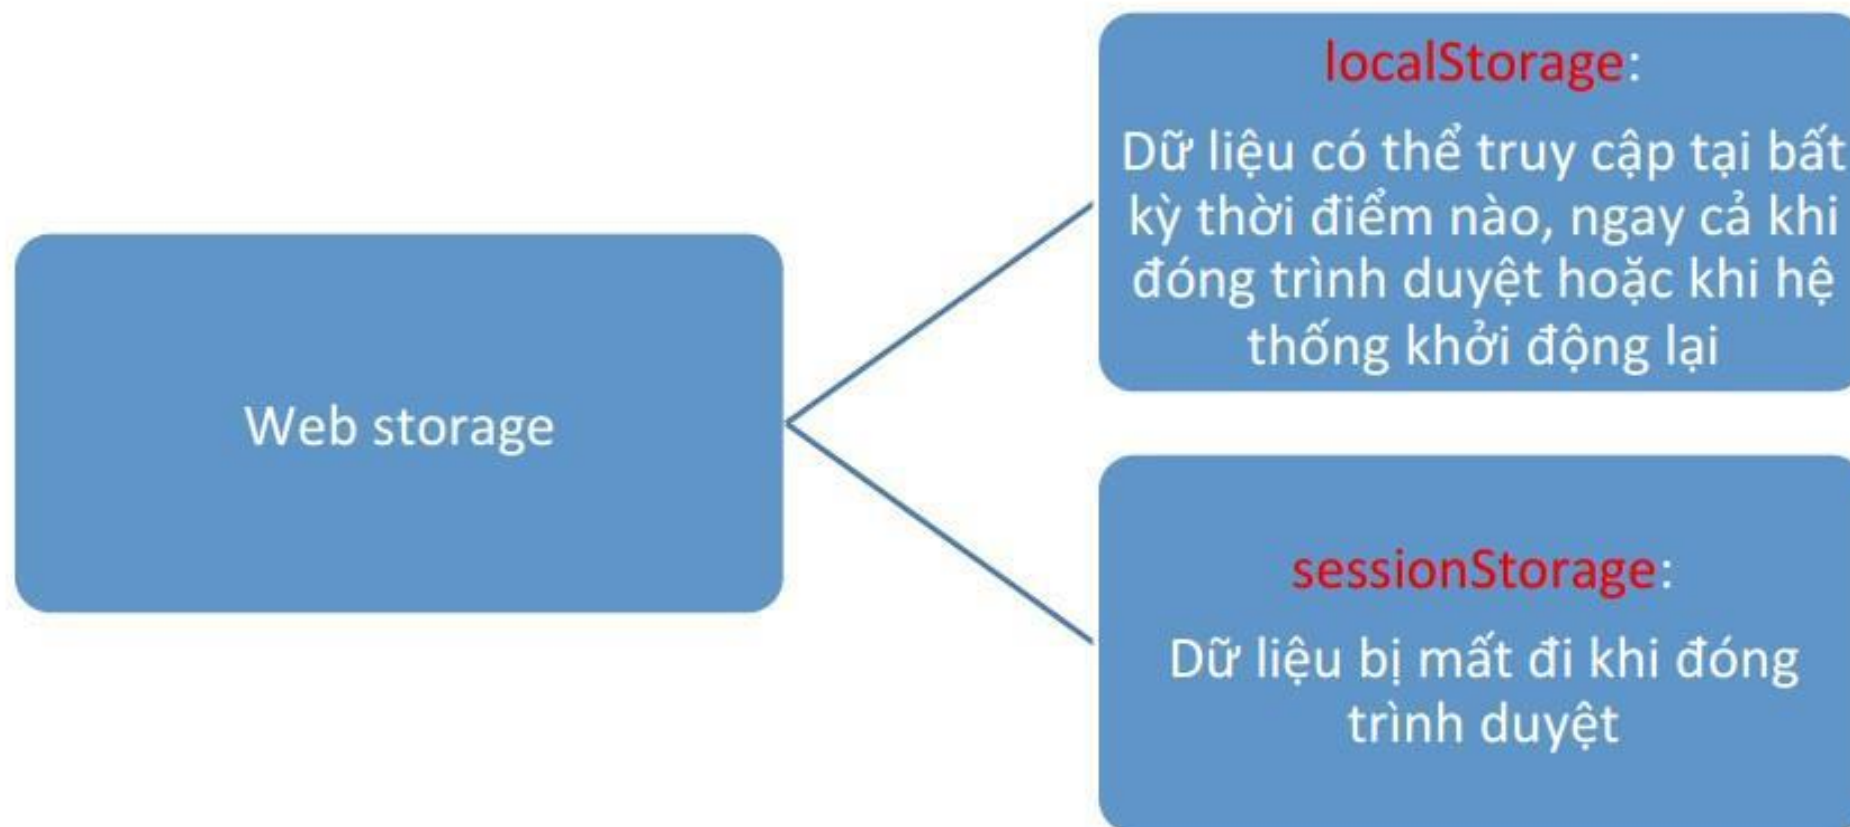 Web storage
localStorage:
Dữ liệu có thể truy cập tại bất
kỳ thời điểm nào, ngay cả khi
đóng trình duyệt hoặc khi hệ
thống khởi động lại
sessionStorage:
Dữ liệu bị mất đi khi đóng
trình duyệt